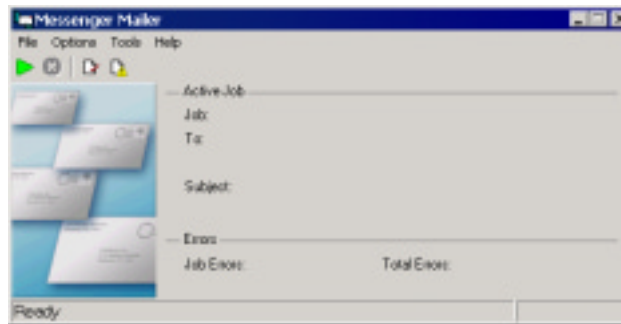 Messenger Mailer
File Options Tools Help
Active Job
Job:
To:
Subject:
Errors
Job Errors: Total Errors:
Ready